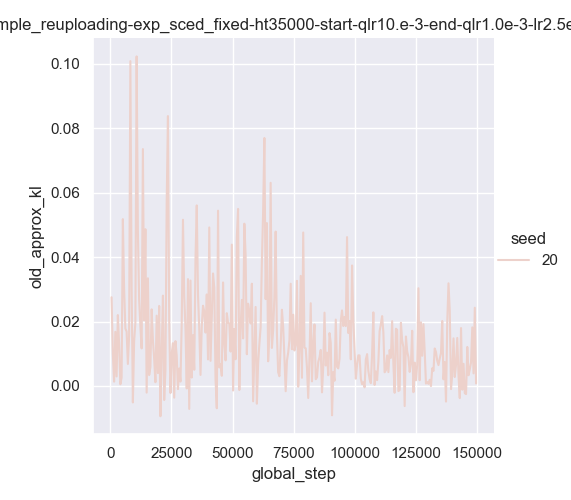 mple_reuploading-exp_sced_fixed-ht35000-start-qlr10.e-3-end-qlr1.0e-3-lr2.5e
0.10
0.08
0.06
0.04
0.02
0.00
old_approx_kl
0 25000 50000 75000 100000 125000 150000
global_step
seed
20